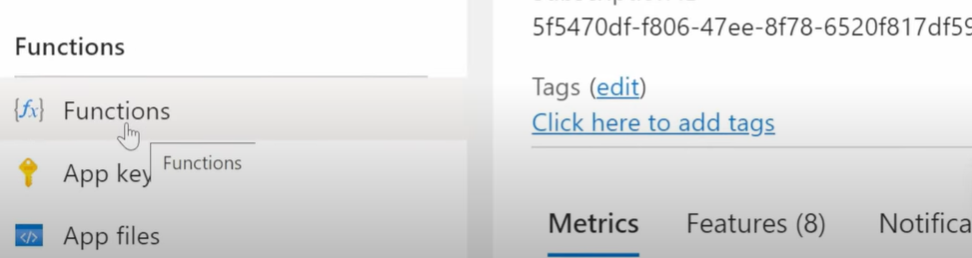 Functions
Functions
Functions
App key
App files
5f5470df-f806-47ee-8f78-6520f817df59
Tags (edit)
Click here to add tags
Metrics
Features (8)